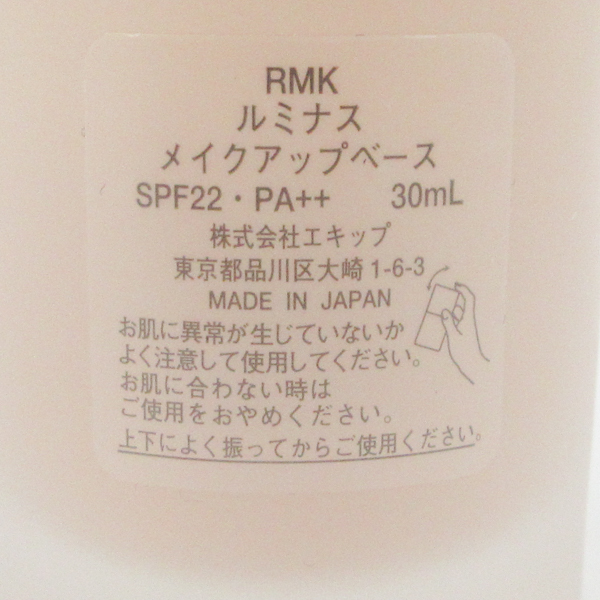 RMK
ルミナス
メイクアップベース
SPF22・PA++ 30mL
株式会社エキップ
東京都品川区大崎1-6-3
MADE IN JAPAN
お肌に異常が生じていないか
よく注意して使用してください。
お肌に合わない時は
ご使用をおやめください。
上下によく振ってからご使用ください。